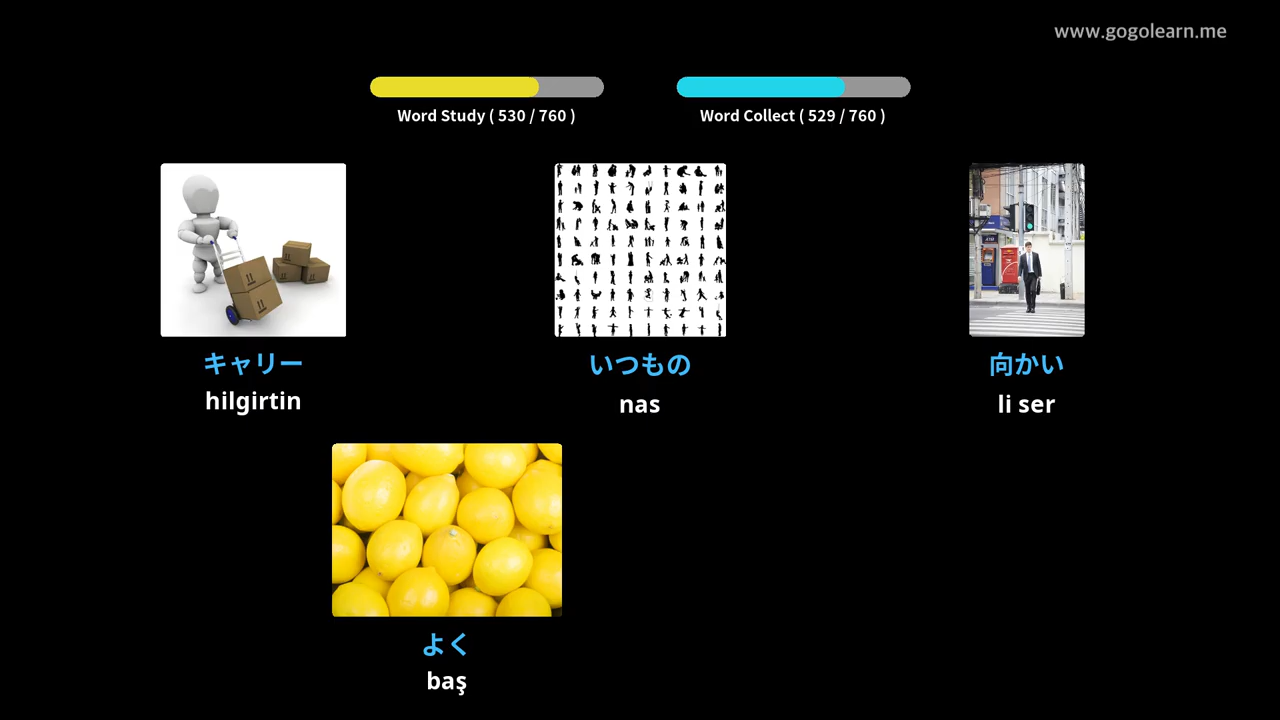 www.gogolearn.me
Word Study ( 530 / 760 )
Word Collect ( 529 / 760 )
キャリー
いつもの
向かい
hilgirtin
nas
li ser
よく
baş